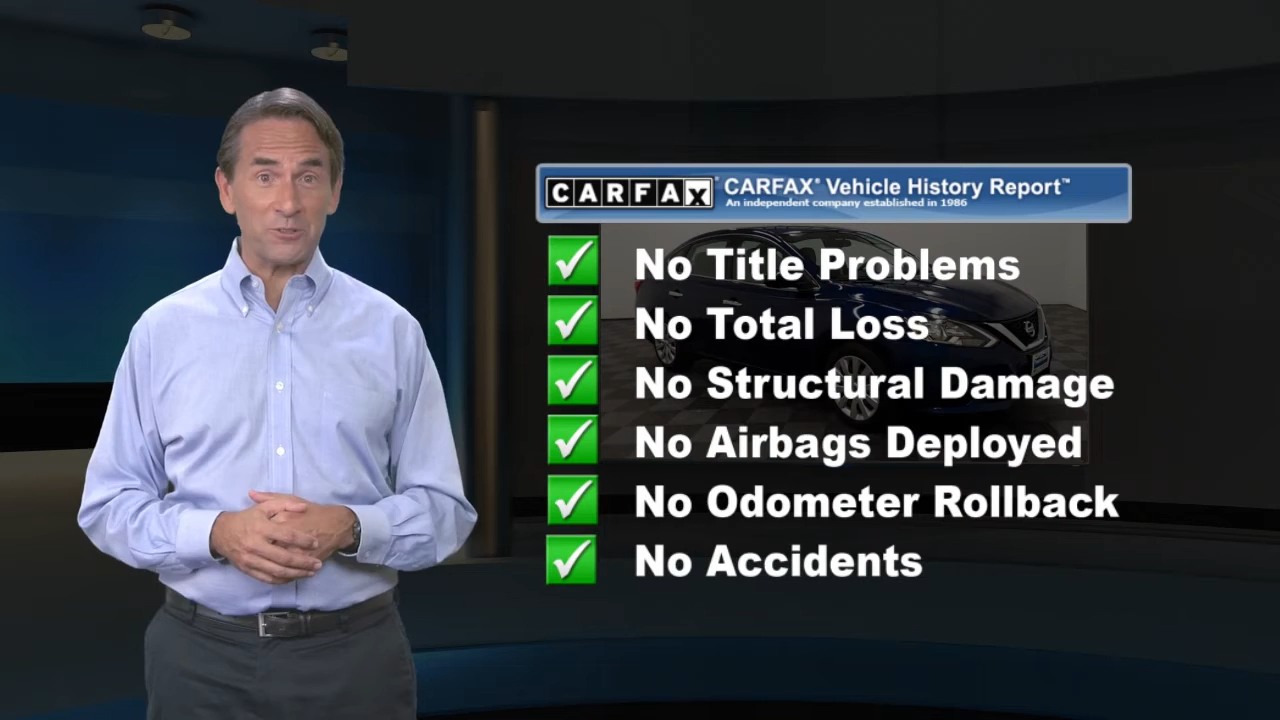 CARFAX® CARFAX® Vehicle History Report™
An independent company established in 1986
No Title Problems
No Total Loss
No Structural Damage
No Airbags Deployed
No Odometer Rollback
No Accidents